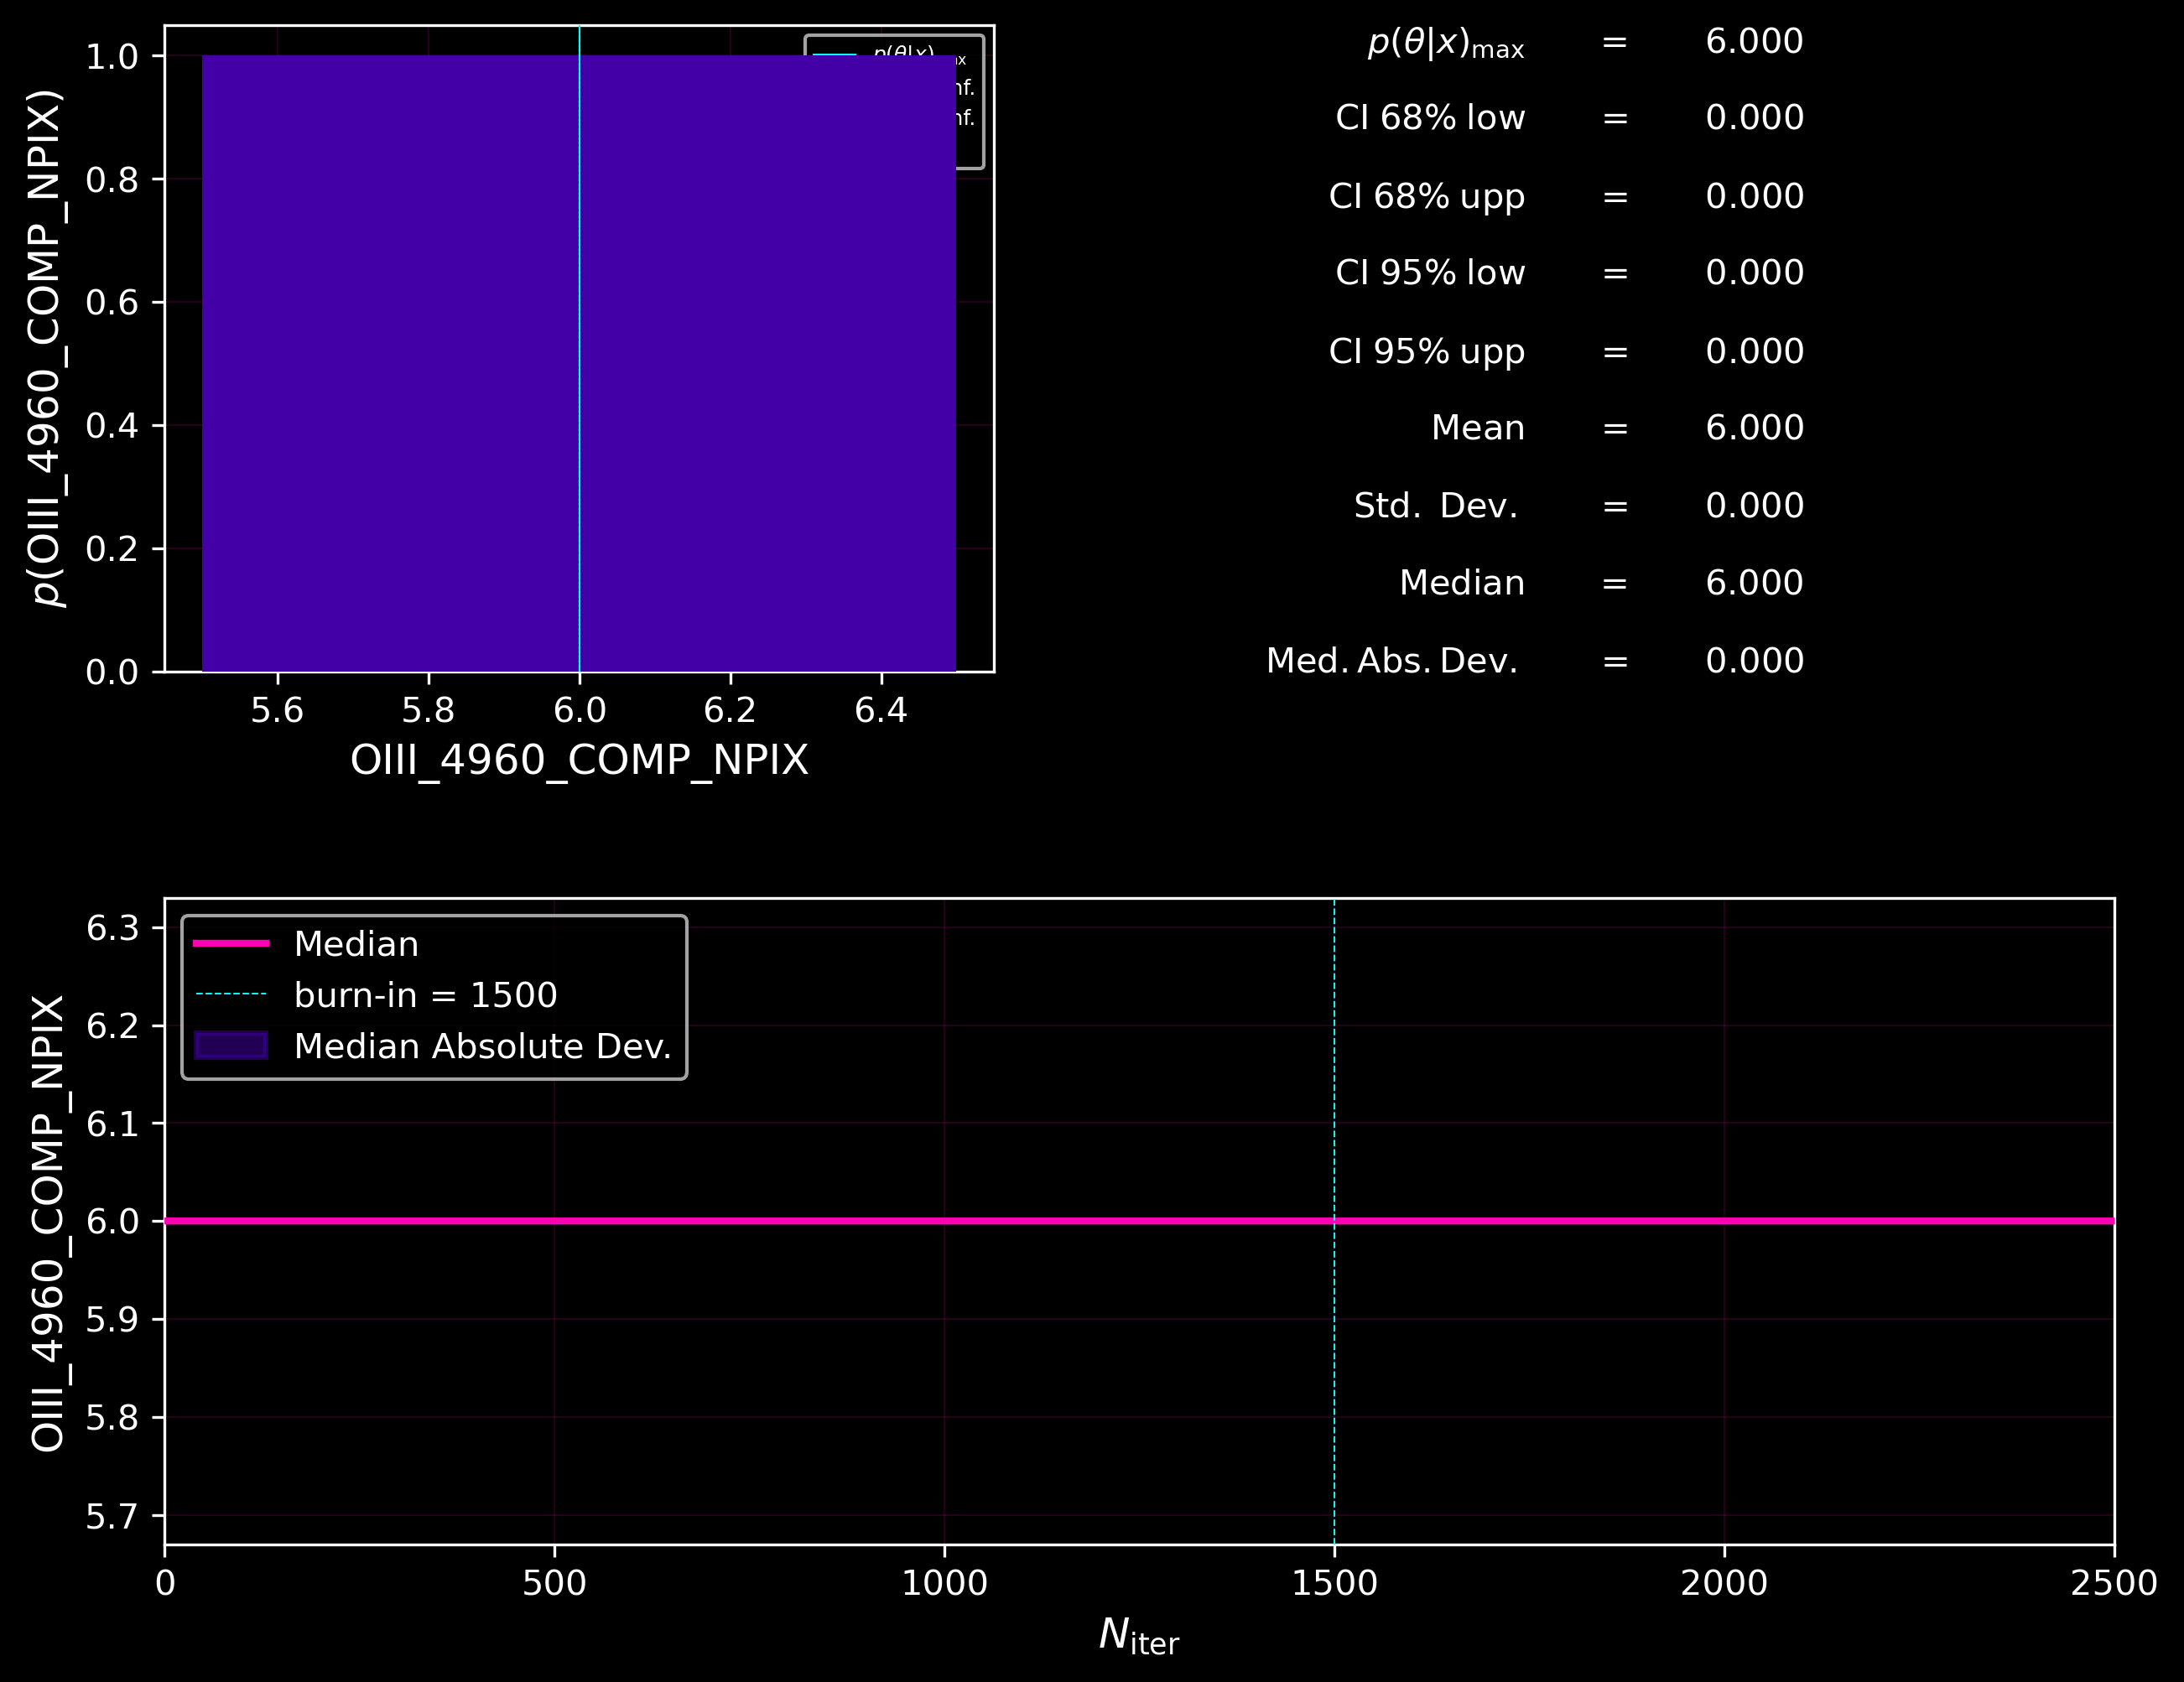 p(OIII_4960_COMP_NPIX)
1.0
0.8
0.6
0.4
0.2
0.0
5.6 5.8 6.0 6.2 6.4
OIII_4960_COMP_NPIX
p(θ|x)max = 6.000
CI 68% low = 0.000
CI 68% upp = 0.000
CI 95% low = 0.000
CI 95% upp = 0.000
Mean = 6.000
Std. Dev. = 0.000
Median = 6.000
Med. Abs. Dev. = 0.000
OIII_4960_COMP_NPIX
6.3
6.2
6.1
6.0
5.9
5.8
5.7
Median
burn-in = 1500
Median Absolute Dev.
0 500 1000 1500 2000 2500
Niter